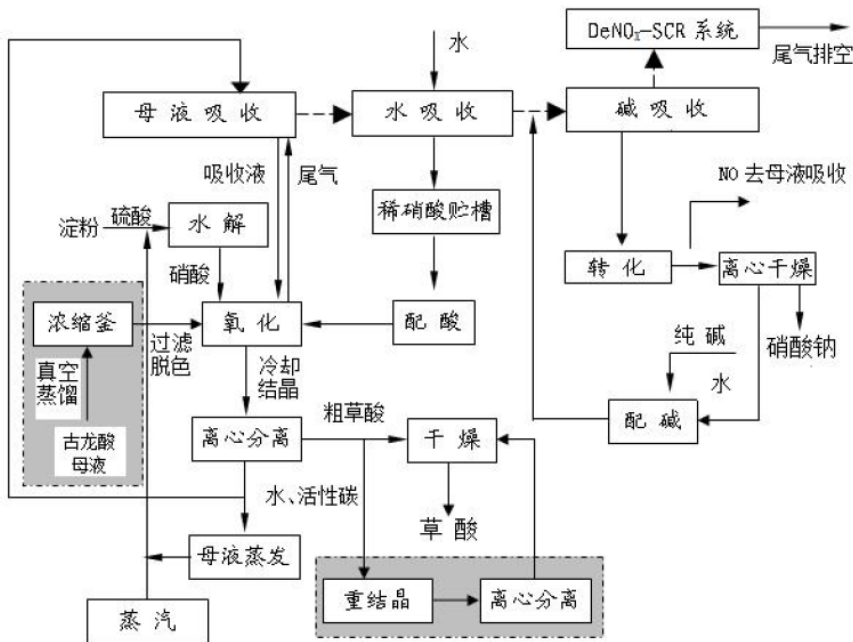 DeNOx-SCR 系统
尾气排空
水
母液吸收
水吸收
碱吸收
吸收液
尾气
NO 去母液吸收
稀硝酸贮槽
淀粉
硫酸
水解
转化
离心干燥
硝酸
浓缩釜
过滤
脱色
氧化
配酸
硝酸钠
纯碱
水
真空
蒸馏
冷却
结晶
粗草酸
配碱
古龙酸
母液
离心分离
干燥
水、活性碳
草酸
母液蒸发
重结晶
离心分离
蒸汽